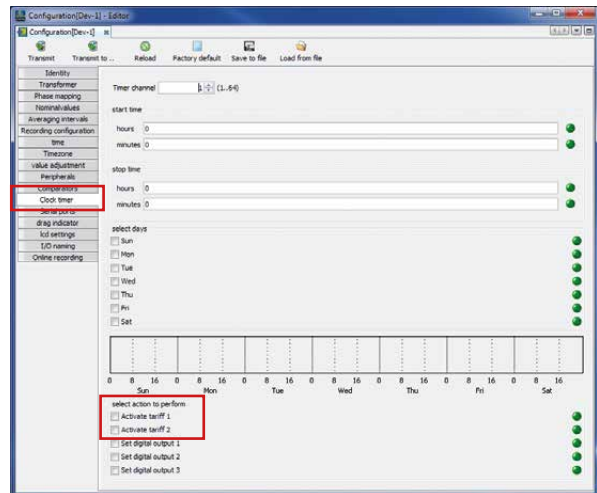 Configuration[Dev-1] - Editor
Configuration[Dev-1]
Transmit Transmit to ... Reload Factory default Save to file Load from file
Identity
Transformer
Phase mapping
Nominalvalues
Averaging intervals
Recording configuration
time
Timezone
value adjustment
Peripherals
Comparators
Clock timer
Serial ports
drag indicator
lcd settings
I/O naming
Online recording
Timer channel 1 (1..64)
start time
hours 0
minutes 0
stop time
hours 0
minutes 0
select days
Sun
Mon
Tue
Wed
Thu
Fri
Sat
0 8 16 0 8 16 0 8 16 0 8 16 0 8 16 0 8 16 0 8 16
Sun Mon Tue Wed Thu Fri Sat
select action to perform
Activate tariff 1
Activate tariff 2
Set digital output 1
Set digital output 2
Set digital output 3